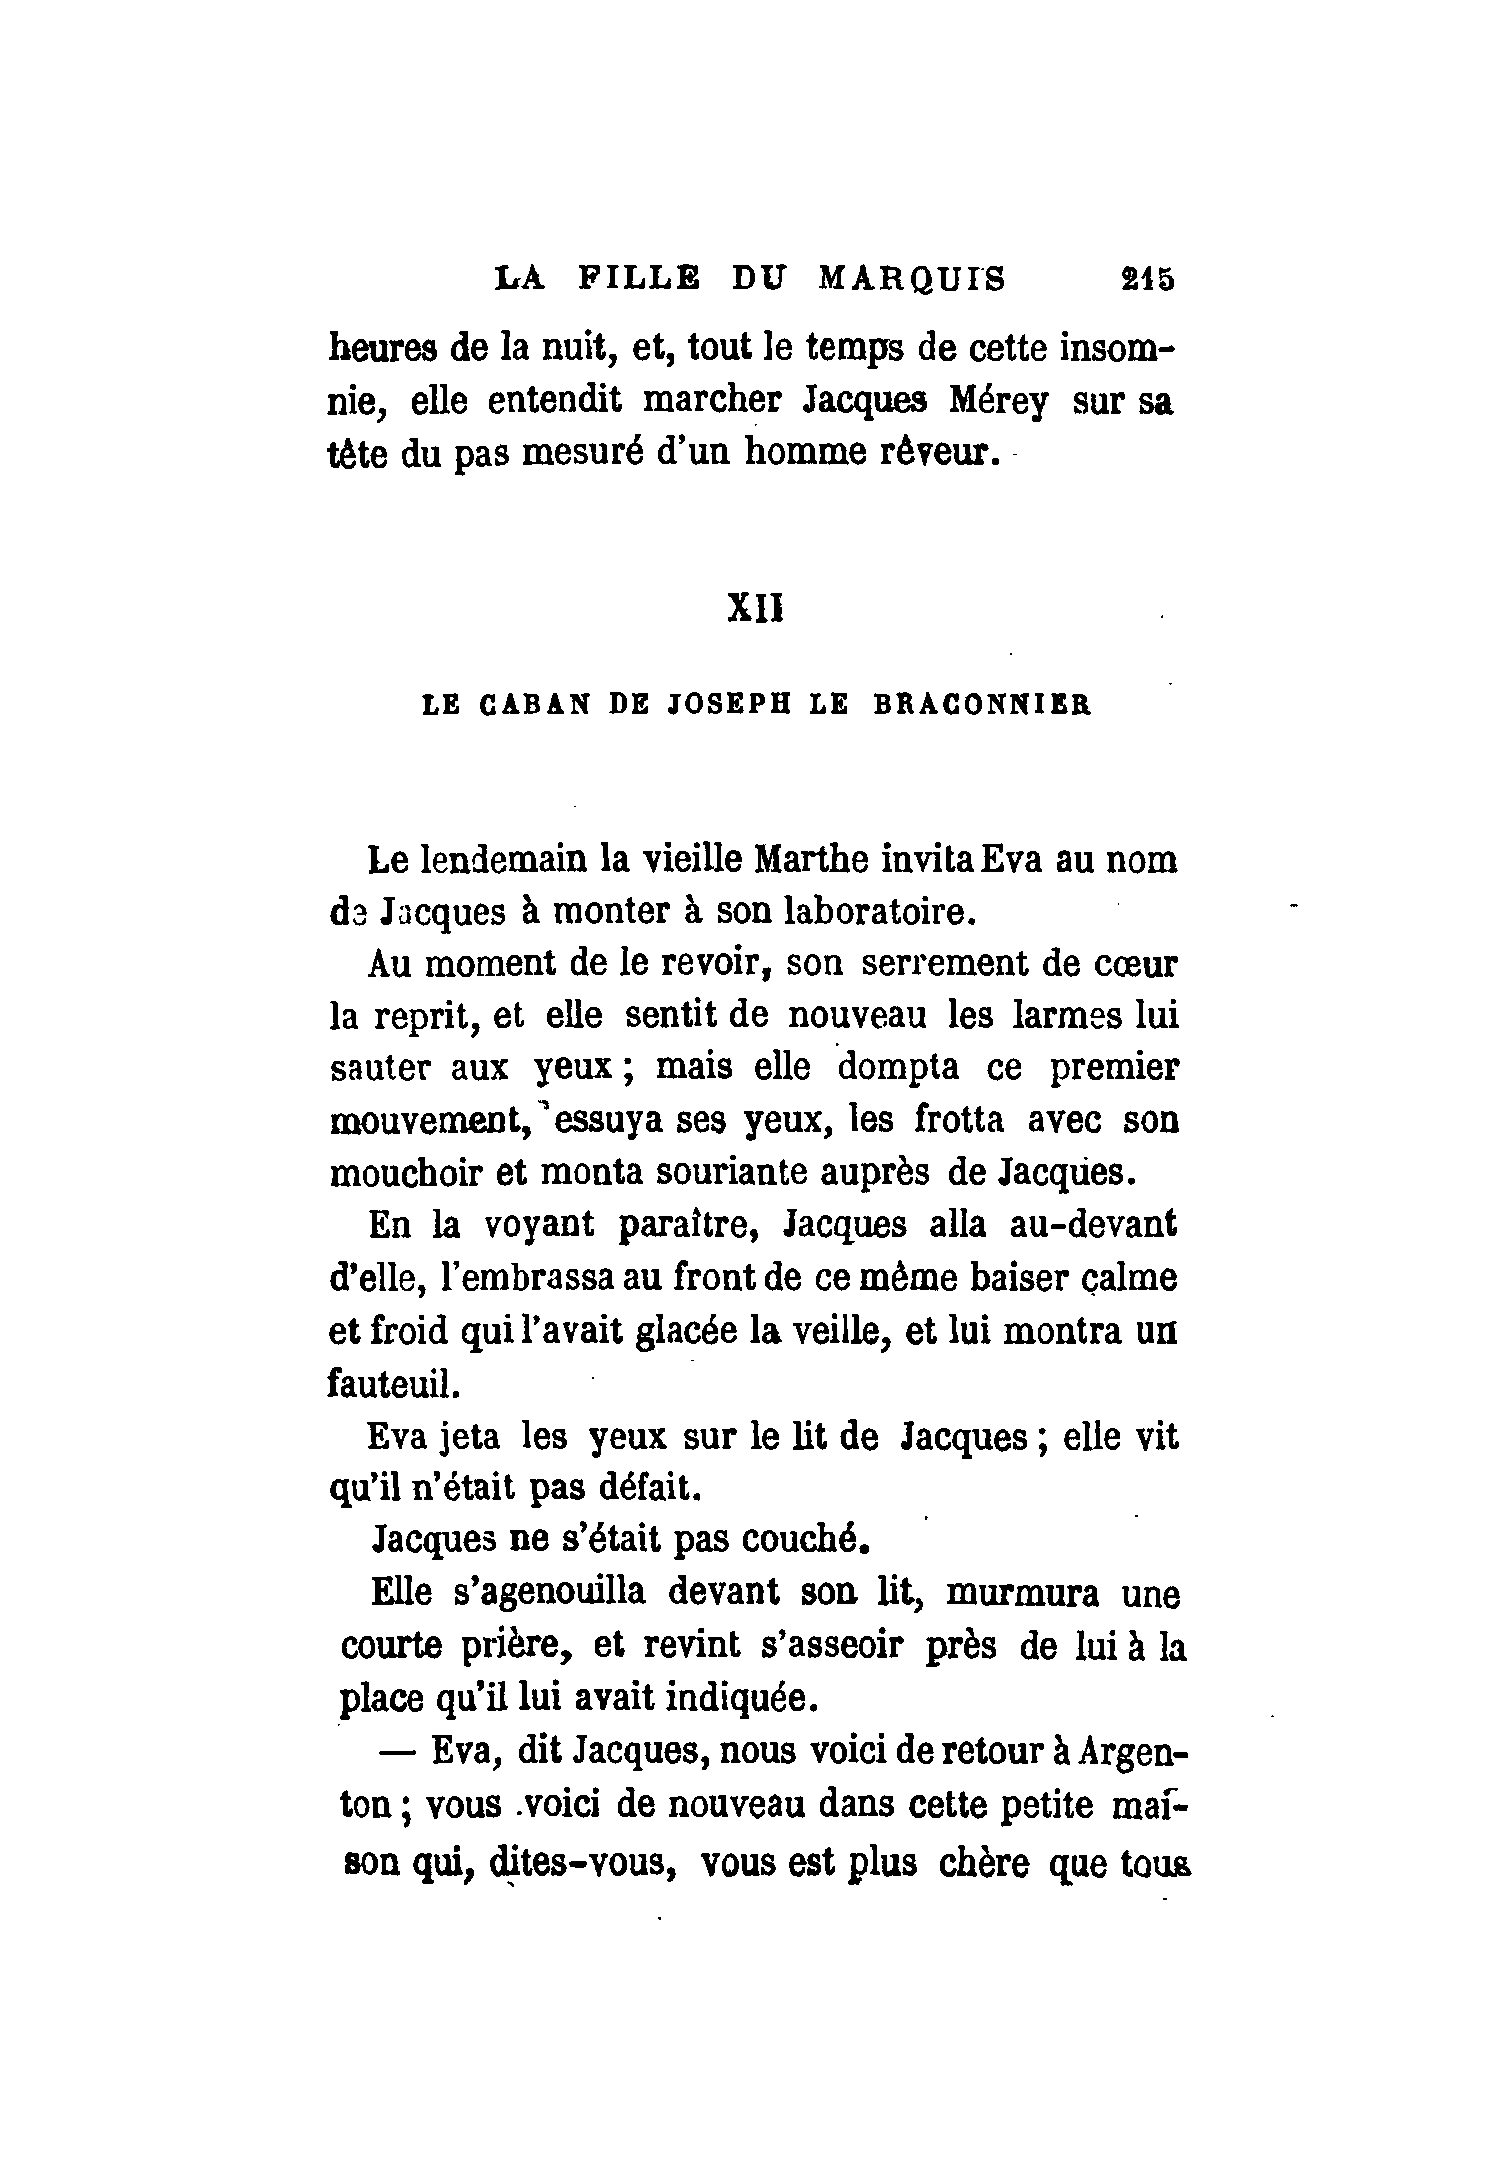 LA FILLE DU MARQUIS 215
heures de la nuit, et, tout le temps de cette insom-
nie, elle entendit marcher Jacques Mérey sur sa
tête du pas mesuré d'un homme rêveur.
XII
LE CABAN DE JOSEPH LE BRACONNIER
Le lendemain la vieille Marthe invita Eva au nom
de Jacques à monter à son laboratoire.
Au moment de le revoir, son serrement de cœur
la reprit, et elle sentit de nouveau les larmes lui
sauter aux yeux ; mais elle dompta ce premier
mouvement, essuya ses yeux, les frotta avec son
mouchoir et monta souriante auprès de Jacques.
En la voyant paraître, Jacques alla au-devant
d'elle, l'embrassa au front de ce même baiser calme
et froid qui l'avait glacée la veille, et lui montra un
fauteuil.
Eva jeta les yeux sur le lit de Jacques ; elle vit
qu'il n'était pas défait.
Jacques ne s'était pas couché.
Elle s'agenouilla devant son lit, murmura une
courte prière, et revint s'asseoir près de lui à la
place qu'il lui avait indiquée.
— Eva, dit Jacques, nous voici de retour à Argen-
ton ; vous voici de nouveau dans cette petite mai-
son qui, dites-vous, vous est plus chère que tous